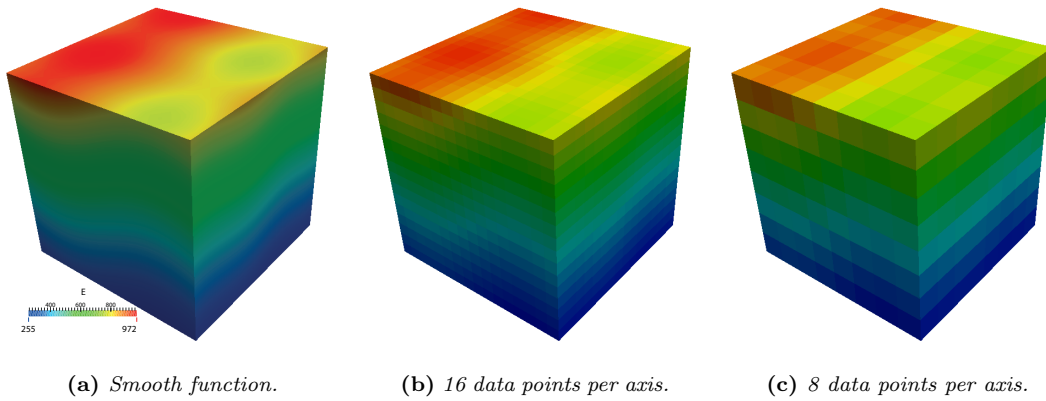 E
400 600 800
255 972
(a) Smooth function.
(b) 16 data points per axis.
(c) 8 data points per axis.